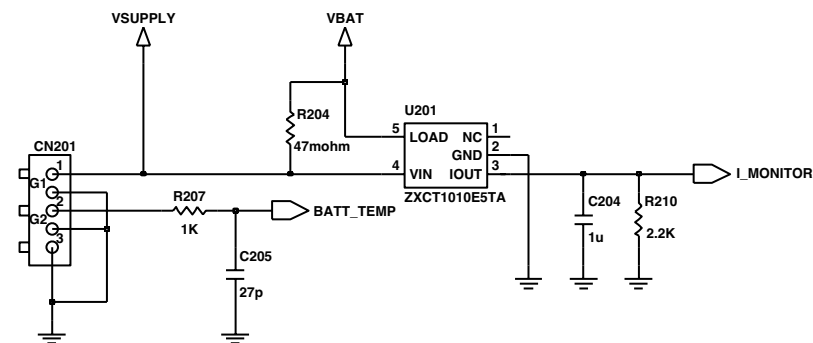 VSUPPLY
VBAT
R204
47mohm
U201
5 LOAD NC 1
GND 2
4 VIN IOUT 3
ZXCT1010E5TA
I_MONITOR
CN201
1
G1
2
G2
3
R207
1K
BATT_TEMP
C205
27p
C204
1u
R210
2.2K